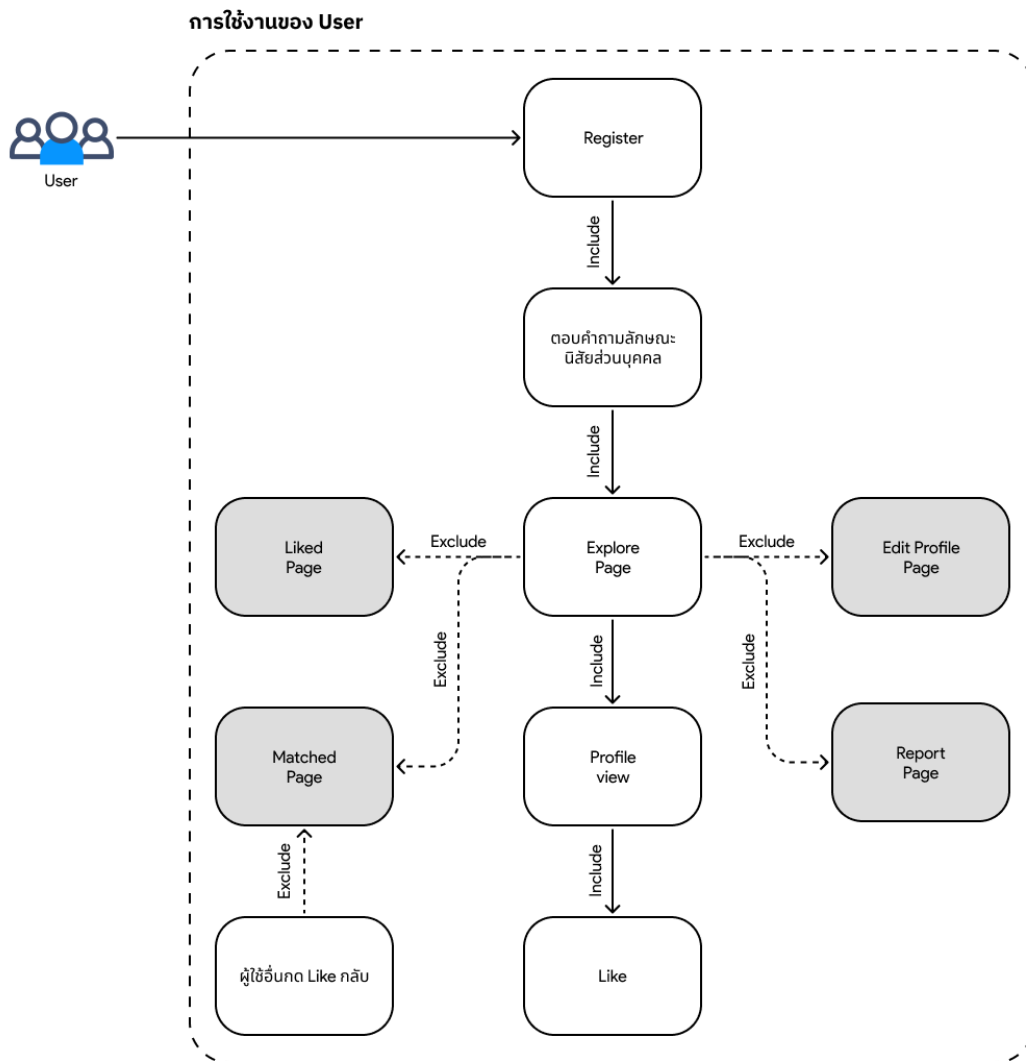 การใช้งานของ User
User
Register
Include
ตอบคำถามลักษณะ
นิสัยส่วนบุคคล
Include
Liked
Page
Exclude
Explore
Page
Exclude
Edit Profile
Page
Exclude
Include
Exclude
Matched
Page
Profile
view
Report
Page
Exclude
Include
ผู้ใช้อื่นกด Like กลับ
Like